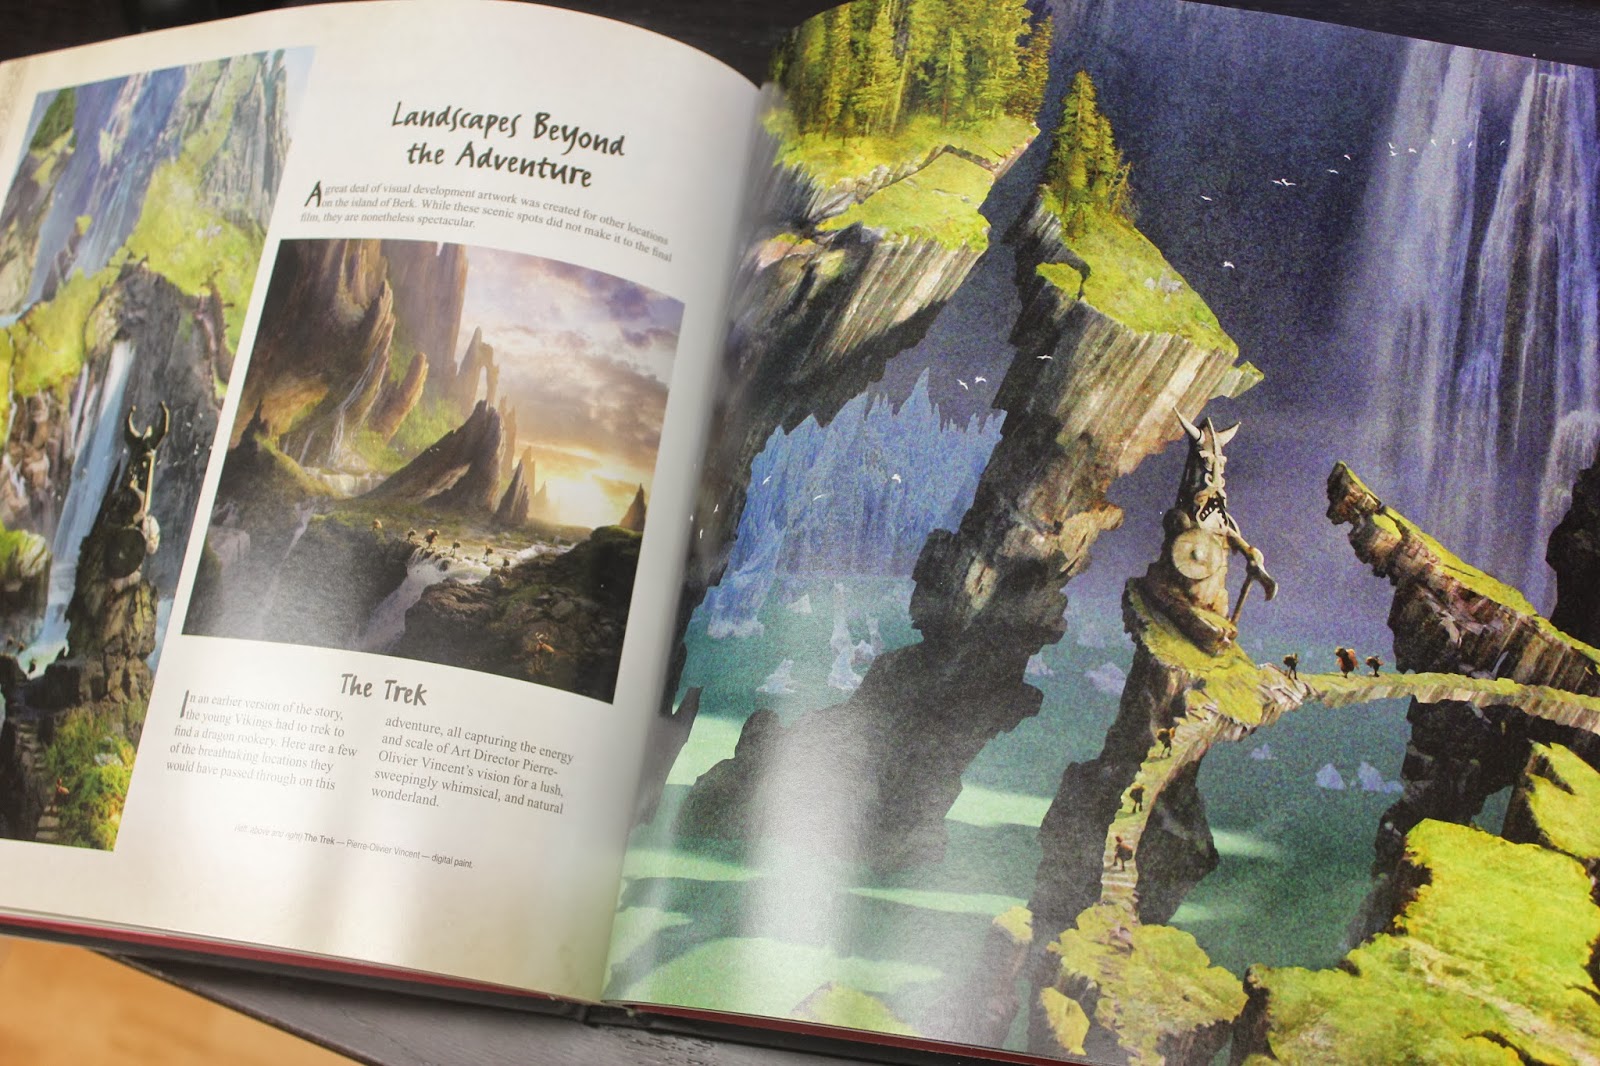 Landscapes Beyond
the Adventure
A great deal of visual development artwork was created for other locations
on the island of Berk. While these scenic spots did not make it to the final
film, they are nonetheless spectacular.
The Trek
In an earlier version of the story,
the young Vikings had to trek to
find a dragon rookery. Here are a few
of the breathtaking locations they
would have passed through on this
adventure, all capturing the energy
and scale of Art Director Pierre-
Olivier Vincent's vision for a lush,
sweepingly whimsical, and natural
wonderland.
(left, above and right) The Trek — Pierre-Olivier Vincent — digital paint.